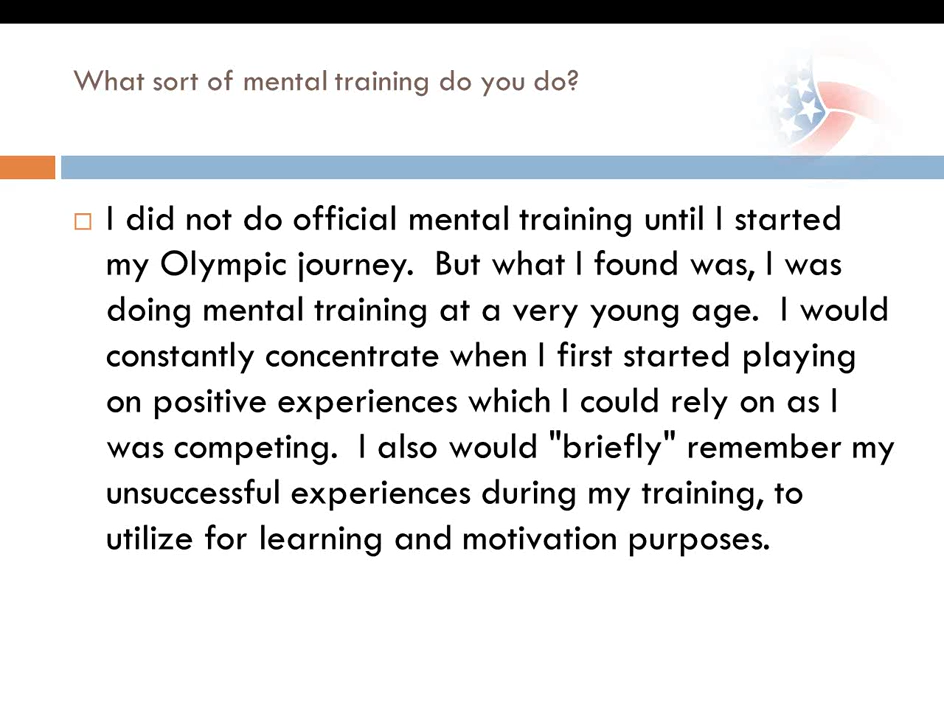 What sort of mental training do you do?
I did not do official mental training until I started
my Olympic journey.  But what I found was, I was
doing mental training at a very young age.  I would
constantly concentrate when I first started playing
on positive experiences which I could rely on as I
was competing.  I also would "briefly" remember my
unsuccessful experiences during my training, to
utilize for learning and motivation purposes.